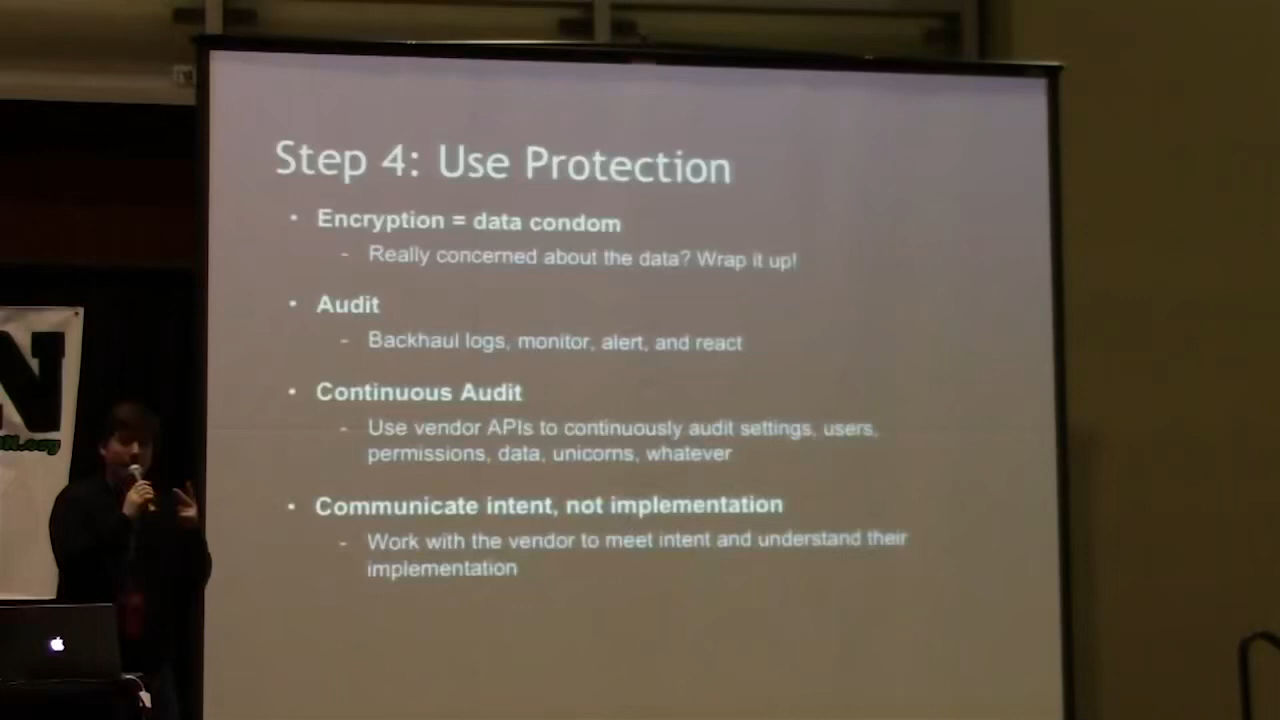 Step 4: Use Protection
• Encryption = data condom
- Really concerned about the data? Wrap it up!
• Audit
- Backhaul logs, monitor, alert, and react
• Continuous Audit
- Use vendor APIs to continuously audit settings, users,
permissions, data, unicorns, whatever
• Communicate intent, not implementation
- Work with the vendor to meet intent and understand their
implementation
N